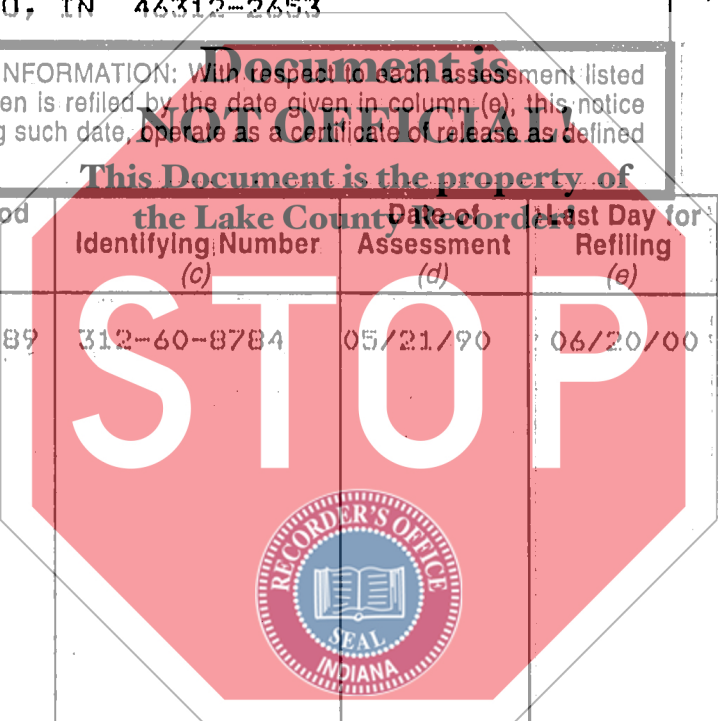 O, IN 46312-2653
Document is
NFORMATION: With respect to each assessment listed
en is refiled by the date given in column (e), this notice
NOT OFFICIAL!
g such date, operate as a certificate of release as defined
This Document is the property of
the Lake County Recorder!
od
Identifying Number
(c)
Date of
Assessment
(d)
Last Day for
Refiling
(e)
89 312-60-8784 05/21/90 06/20/00
STOP
RECORDER'S OFFICE
SEAL
INDIANA